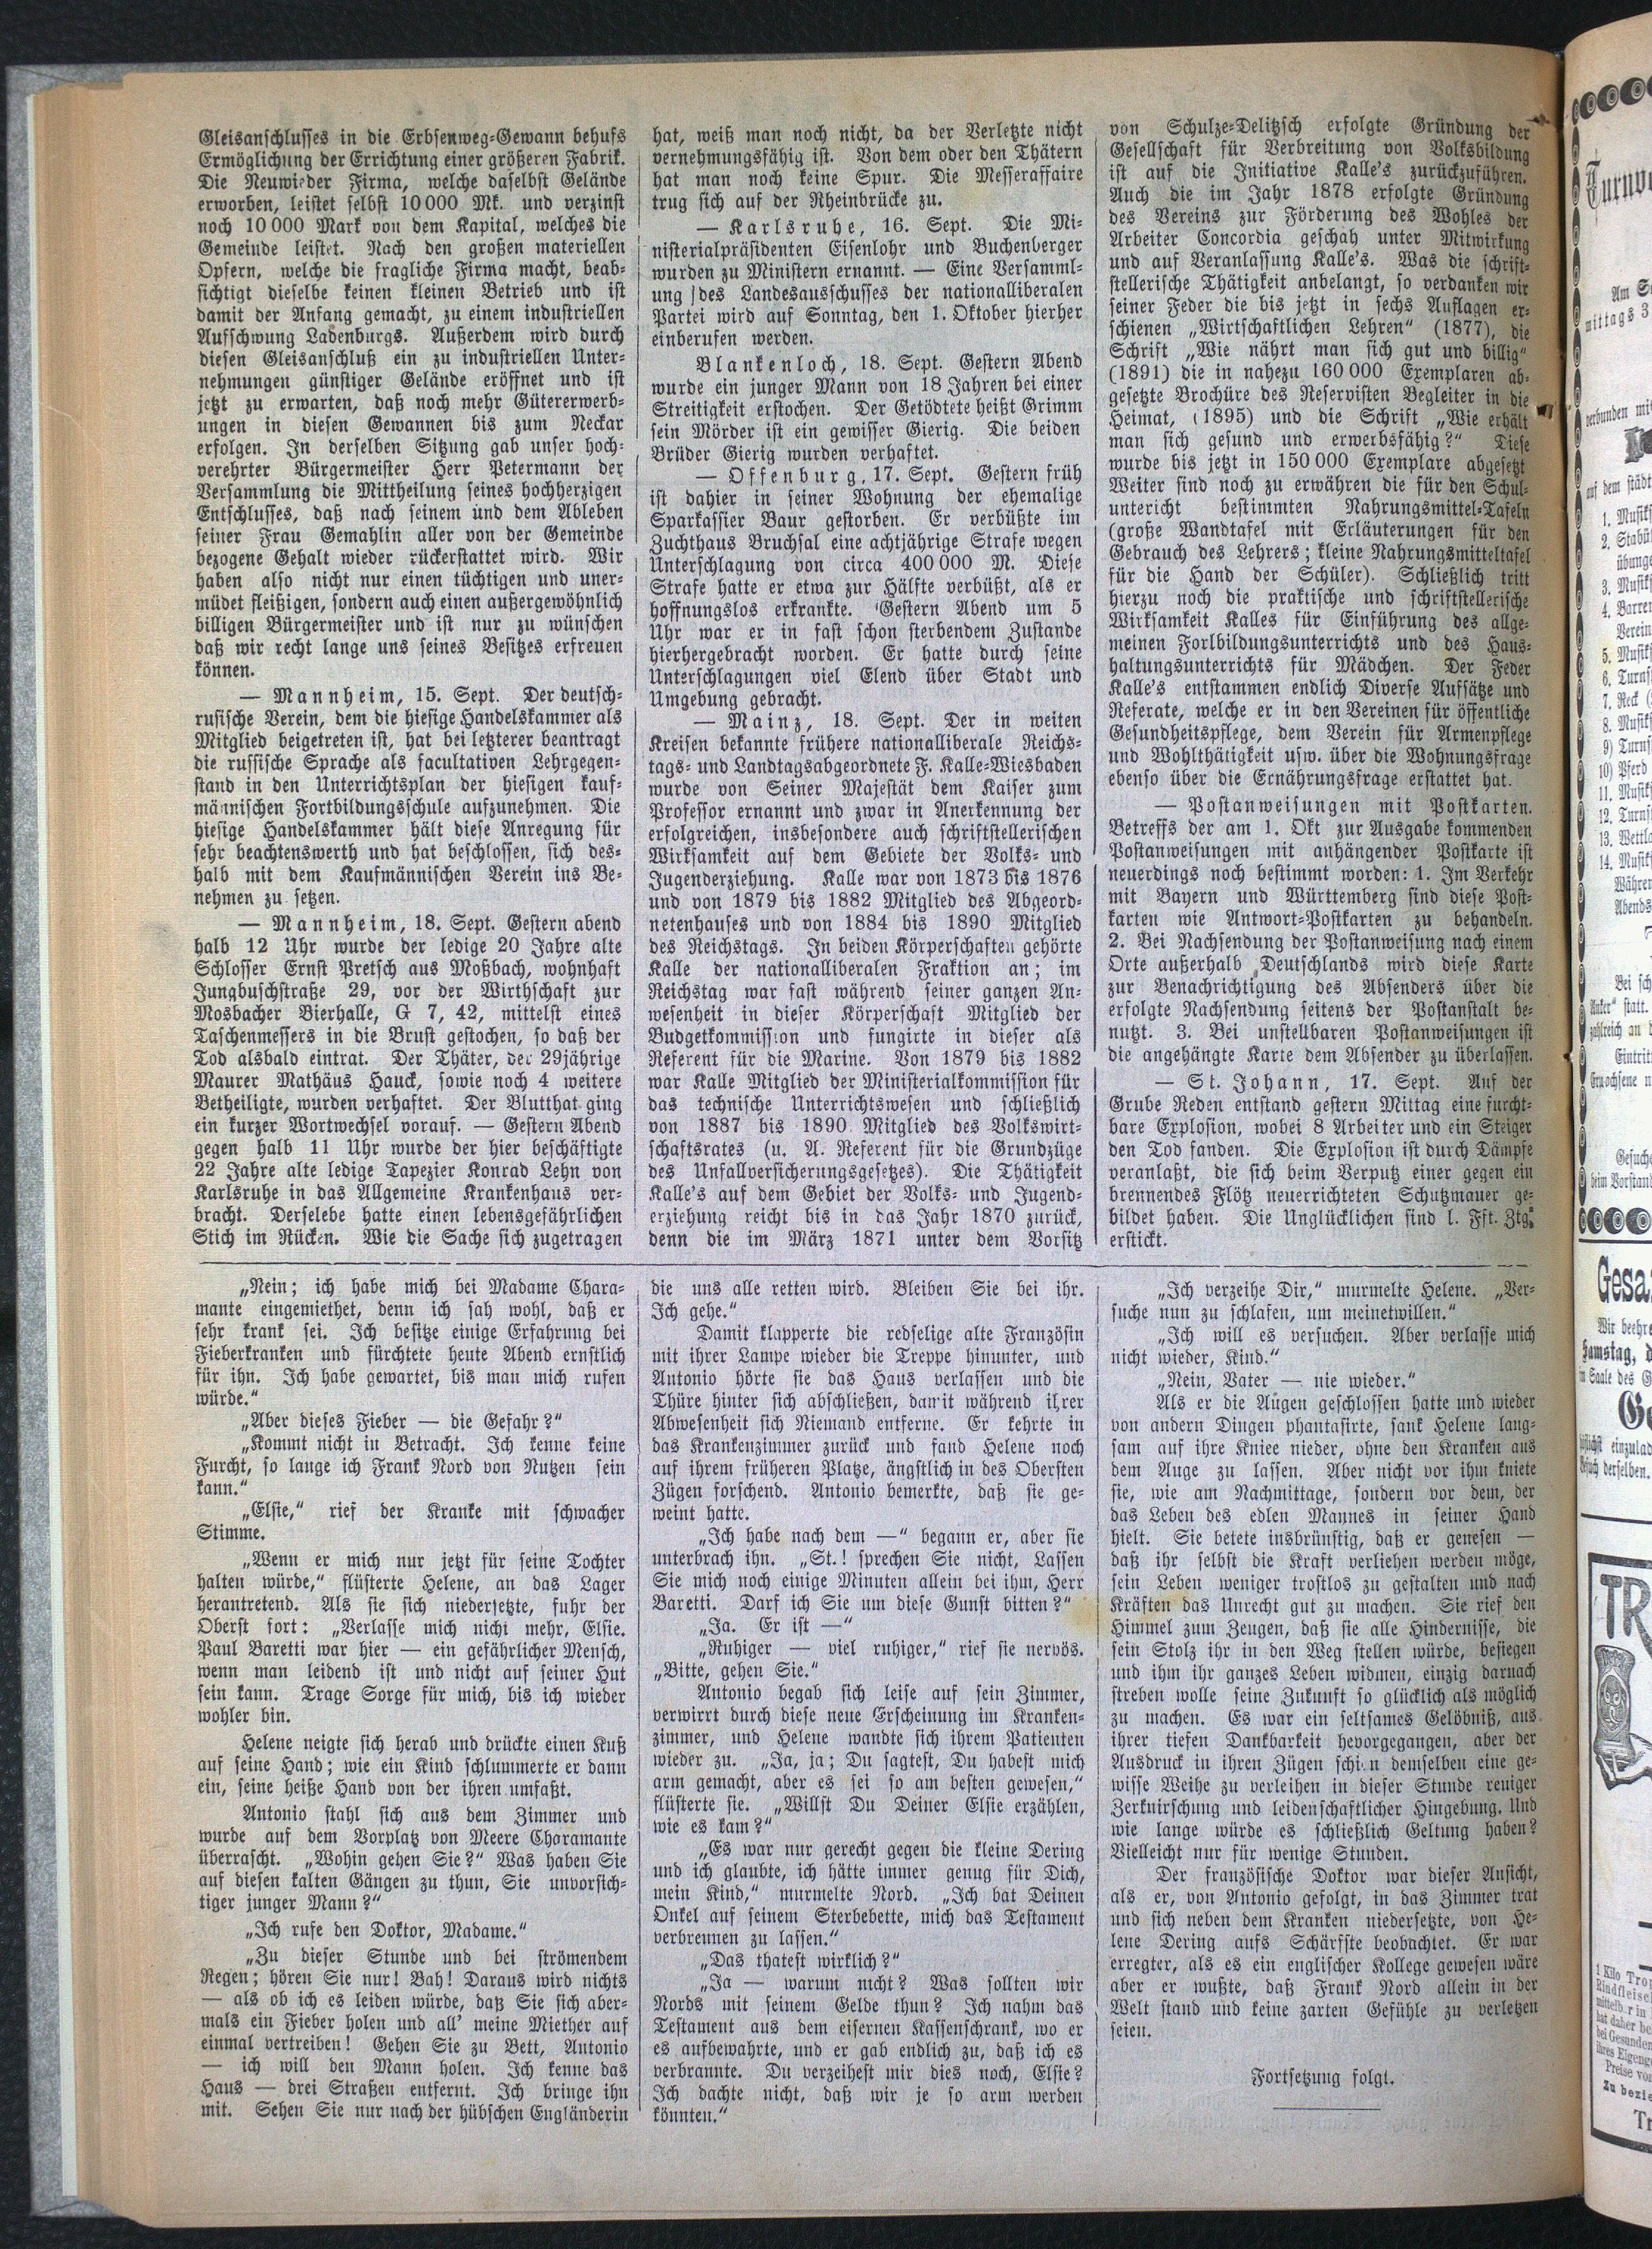 Gleisanschlusses in die Erbsenweg-Gewann behufs
Ermöglichung der Errichtung einer größeren Fabrik.
Die Neuwieder Firma, welche daselbst Gelände
erworben, leistet selbst 10 000 Mk. und verzinst
noch 10 000 Mark von dem Kapital, welches die
Gemeinde leistet. Nach den großen materiellen
Opfern, welche die fragliche Firma macht, beab-
sichtigt dieselbe keinen kleinen Betrieb und ist
damit der Anfang gemacht, zu einem industriellen
Aufschwung Ladenburgs. Außerdem wird durch
diesen Gleisanschluß ein zu industriellen Unter-
nehmungen günstiger Gelände eröffnet und ist
jetzt zu erwarten, daß noch mehr Gütererwerb-
ungen in diesen Gewannen bis zum Neckar
erfolgen. In derselben Sitzung gab unser hoch-
verehrter Bürgermeister Herr Petermann der
Versammlung die Mittheilung seines hochherzigen
Entschlusses, daß nach seinem und dem Ableben
seiner Frau Gemahlin aller von der Gemeinde
bezogene Gehalt wieder rückerstattet wird. Wir
haben also nicht nur einen tüchtigen und uner-
müdet fleißigen, sondern auch einen außergewöhnlich
billigen Bürgermeister und ist nur zu wünschen
daß wir recht lange uns seines Besitzes erfreuen
können.
— Mannheim, 15. Sept. Der deutsch-
rusische Verein, dem die hiesige Handelskammer als
Mitglied beigetreten ist, hat bei letzterer beantragt
die russische Sprache als facultativen Lehrgegen-
stand in den Unterrichtsplan der hiesigen kauf-
männischen Fortbildungsschule aufzunehmen. Die
hiesige Handelskammer hält diese Anregung für
sehr beachtenswerth und hat beschlossen, sich des-
halb mit dem Kaufmännischen Verein ins Be-
nehmen zu setzen.
— Mannheim, 18. Sept. Gestern abend
halb 12 Uhr wurde der ledige 20 Jahre alte
Schlosser Ernst Pretsch aus Moßbach, wohnhaft
Jungbuschstraße 29, vor der Wirthschaft zur
Mosbacher Bierhalle, G 7, 42, mittelst eines
Taschenmessers in die Brust gestochen, so daß der
Tod alsbald eintrat. Der Thäter, der 29jährige
Maurer Mathäus Hauck, sowie noch 4 weitere
Betheiligte, wurden verhaftet. Der Blutthat ging
ein kurzer Wortwechsel vorauf. — Gestern Abend
gegen halb 11 Uhr wurde der hier beschäftigte
22 Jahre alte ledige Tapezier Konrad Lehn von
Karlsruhe in das Allgemeine Krankenhaus ver-
bracht. Derselebe hatte einen lebensgefährlichen
Stich im Rücken. Wie die Sache sich zugetragen
hat, weiß man noch nicht, da der Verletzte nicht
vernehmungsfähig ist. Von dem oder den Thätern
hat man noch keine Spur. Die Messeraffaire
trug sich auf der Rheinbrücke zu.
— Karlsruhe, 16. Sept. Die Mi-
nisterialpräsidenten Eisenlohr und Buchenberger
wurden zu Ministern ernannt. — Eine Versamml-
ung des Landesausschusses der nationalliberalen
Partei wird auf Sonntag, den 1. Oktober hierher
einberufen werden.
Blankenloch, 18. Sept. Gestern Abend
wurde ein junger Mann von 18 Jahren bei einer
Streitigkeit erstochen. Der Getödtete heißt Grimm
sein Mörder ist ein gewisser Gierig. Die beiden
Brüder Gierig wurden verhaftet.
— Offenburg, 17. Sept. Gestern früh
ist dahier in seiner Wohnung der ehemalige
Sparkassier Baur gestorben. Er verbüßte im
Zuchthaus Bruchsal eine achtjährige Strafe wegen
Unterschlagung von circa 400 000 M. Diese
Strafe hatte er etwa zur Hälfte verbüßt, als er
hoffnungslos erkrankte. Gestern Abend um 5
Uhr war er in fast schon sterbendem Zustande
hierhergebracht worden. Er hatte durch seine
Unterschlagungen viel Elend über Stadt und
Umgebung gebracht.
— Mainz, 18. Sept. Der in weiten
Kreisen bekannte frühere nationalliberale Reichs-
tags- und Landtagsabgeordnete F. Kalle-Wiesbaden
wurde von Seiner Majestät dem Kaiser zum
Professor ernannt und zwar in Anerkennung der
erfolgreichen, insbesondere auch schriftstellerischen
Wirksamkeit auf dem Gebiete der Volks- und
Jugenderziehung. Kalle war von 1873 bis 1876
und von 1879 bis 1882 Mitglied des Abgeord-
netenhauses und von 1884 bis 1890 Mitglied
des Reichstags. In beiden Körperschaften gehörte
Kalle der nationalliberalen Fraktion an; im
Reichstag war fast während seiner ganzen An-
wesenheit in dieser Körperschaft Mitglied der
Budgetkommission und fungirte in dieser als
Referent für die Marine. Von 1879 bis 1882
war Kalle Mitglied der Ministerialkommission für
das technische Unterrichtswesen und schließlich
von 1887 bis 1890 Mitglied des Volkswirt-
schaftsrates (u. A. Referent für die Grundzüge
des Unfallversicherungsgesetzes). Die Thätigkeit
Kalle's auf dem Gebiet der Volks- und Jugend-
erziehung reicht bis in das Jahr 1870 zurück,
denn die im März 1871 unter dem Vorsitz
von Schulze-Delitzsch erfolgte Gründung der
Gesellschaft für Verbreitung von Volksbildung
ist auf die Initiative Kalle's zurückzuführen.
Auch die im Jahr 1878 erfolgte Gründung
des Vereins zur Förderung des Wohles der
Arbeiter Concordia geschah unter Mitwirkung
und auf Veranlassung Kalle's. Was die schrift-
stellerische Thätigkeit anbelangt, so verdanken wir
seiner Feder die bis jetzt in sechs Auflagen er-
schienen „Wirtschaftlichen Lehren“ (1877), die
Schrift „Wie nährt man sich gut und billig“
(1891) die in nahezu 160 000 Exemplaren ab-
gesetzte Brochüre des Reservisten Begleiter in die
Heimat, (1895) und die Schrift „Wie erhält
man sich gesund und erwerbsfähig?“ Diese
wurde bis jetzt in 150 000 Exemplare abgesetzt
Weiter sind noch zu erwähren die für den Schul-
untericht bestimmten Nahrungsmittel-Tafeln
(große Wandtafel mit Erläuterungen für den
Gebrauch des Lehrers; kleine Nahrungsmitteltafel
für die Hand der Schüler). Schließlich tritt
hierzu noch die praktische und schriftstellerische
Wirksamkeit Kalles für Einführung des allge-
meinen Forlbildungsunterrichts und des Haus-
haltungsunterrichts für Mädchen. Der Feder
Kalle's entstammen endlich Diverse Aufsätze und
Referate, welche er in den Vereinen für öffentliche
Gesundheitspflege, dem Verein für Armenpflege
und Wohlthätigkeit usw. über die Wohnungsfrage
ebenso über die Ernährungsfrage erstattet hat.
— Postanweisungen mit Postkarten.
Betreffs der am 1. Okt zur Ausgabe kommenden
Postanweisungen mit anhängender Postkarte ist
neuerdings noch bestimmt worden: 1. Im Verkehr
mit Bayern und Württemberg sind diese Post-
karten wie Antwort-Postkarten zu behandeln.
2. Bei Nachsendung der Postanweisung nach einem
Orte außerhalb Deutschlands wird diese Karte
zur Benachrichtigung des Absenders über die
erfolgte Nachsendung seitens der Postanstalt be-
nutzt. 3. Bei unstellbaren Postanweisungen ist
die angehängte Karte dem Absender zu überlassen.
— St. Johann, 17. Sept. Auf der
Grube Reden entstand gestern Mittag eine furcht-
bare Explosion, wobei 8 Arbeiter und ein Steiger
den Tod fanden. Die Explosion ist durch Dämpfe
veranlaßt, die sich beim Verputz einer gegen ein
brennendes Flötz neuerrichteten Schutzmauer ge-
bildet haben. Die Unglücklichen sind l. Fft. Ztg.
erstickt.
„Nein; ich habe mich bei Madame Chara-
mante eingemiethet, denn ich sah wohl, daß er
sehr krank sei. Ich besitze einige Erfahrung bei
Fieberkranken und fürchtete heute Abend ernstlich
für ihn. Ich habe gewartet, bis man mich rufen
würde.“
„Aber dieses Fieber — die Gefahr?“
„Kommt nicht in Betracht. Ich kenne keine
Furcht, so lange ich Frank Nord von Nutzen sein
kann.“
„Elsie,“ rief der Kranke mit schwacher
Stimme.
„Wenn er mich nur jetzt für seine Tochter
halten würde,“ flüsterte Helene, an das Lager
herantretend. Als sie sich niedersetzte, fuhr der
Oberst fort: „Verlasse mich nicht mehr, Elsie.
Paul Baretti war hier — ein gefährlicher Mensch,
wenn man leidend ist und nicht auf seiner Hut
sein kann. Trage Sorge für mich, bis ich wieder
wohler bin.
Helene neigte sich herab und drückte einen Kuß
auf seine Hand; wie ein Kind schlummerte er dann
ein, seine heiße Hand von der ihren umfaßt.
Antonio stahl sich aus dem Zimmer und
wurde auf dem Vorplatz von Meere Charamante
überrascht. „Wohin gehen Sie?“ Was haben Sie
auf diesen kalten Gängen zu thun, Sie unvorsich-
tiger junger Mann?“
„Ich rufe den Doktor, Madame.“
„Zu dieser Stunde und bei strömendem
Regen; hören Sie nur! Bah! Daraus wird nichts
— als ob ich es leiden würde, daß Sie sich aber-
mals ein Fieber holen und all' meine Miether auf
einmal vertreiben! Gehen Sie zu Bett, Antonio
— ich will den Mann holen. Ich kenne das
Haus — drei Straßen entfernt. Ich bringe ihn
mit. Sehen Sie nur nach der hübschen Engländerin
die uns alle retten wird. Bleiben Sie bei ihr.
Ich gehe.“
Damit klapperte die redselige alte Französin
mit ihrer Lampe wieder die Treppe hinunter, und
Antonio hörte sie das Haus verlassen und die
Thüre hinter sich abschließen, damit während ihrer
Abwesenheit sich Niemand entferne. Er kehrte in
das Krankenzimmer zurück und fand Helene noch
auf ihrem früheren Platze, ängstlich in des Obersten
Zügen forschend. Antonio bemerkte, daß sie ge-
weint hatte.
„Ich habe nach dem —“ begann er, aber sie
unterbrach ihn. „St.! sprechen Sie nicht, Lassen
Sie mich noch einige Minuten allein bei ihm, Herr
Baretti. Darf ich Sie um diese Gunst bitten?“
„Ja. Er ist —“
„Ruhiger — viel ruhiger,“ rief sie nervös.
„Bitte, gehen Sie.“
Antonio begab sich leise auf sein Zimmer,
verwirrt durch diese neue Erscheinung im Kranken-
zimmer, und Helene wandte sich ihrem Patienten
wieder zu. „Ja, ja; Du sagtest, Du habest mich
arm gemacht, aber es sei so am besten gewesen,“
flüsterte sie. „Willst Du Deiner Elsie erzählen,
wie es kam?“
„Es war nur gerecht gegen die kleine Dering
und ich glaubte, ich hätte immer genug für Dich,
mein Kind,“ murmelte Nord. „Ich bat Deinen
Onkel auf seinem Sterbebette, mich das Testament
verbrennen zu lassen.“
„Das thatest wirklich?“
„Ja — warum nicht? Was sollten wir
Nords mit seinem Gelde thun? Ich nahm das
Testament aus dem eisernen Kassenschrank, wo er
es aufbewahrte, und er gab endlich zu, daß ich es
verbrannte. Du verzeihest mir dies noch, Elsie?
Ich dachte nicht, daß wir je so arm werden
könnten.“
„Ich verzeihe Dir,“ murmelte Helene. „Ver-
suche nun zu schlafen, um meinetwillen.“
„Ich will es versuchen. Aber verlasse mich
nicht wieder, Kind.“
„Nein, Vater — nie wieder.“
Als er die Augen geschlossen hatte und wieder
von andern Dingen phantasirte, sank Helene lang-
sam auf ihre Kniee nieder, ohne den Kranken aus
dem Auge zu lassen. Aber nicht vor ihm kniete
sie, wie am Nachmittage, sondern vor dem, der
das Leben des edlen Mannes in seiner Hand
hielt. Sie betete insbrünstig, daß er genesen —
daß ihr selbst die Kraft verliehen werden möge,
sein Leben weniger trostlos zu gestalten und nach
Kräften das Unrecht gut zu machen. Sie rief den
Himmel zum Zeugen, daß sie alle Hindernisse, die
sein Stolz ihr in den Weg stellen würde, besiegen
und ihm ihr ganzes Leben widmen, einzig darnach
streben wolle seine Zukunft so glücklich als möglich
zu machen. Es war ein seltsames Gelöbniß, aus
ihrer tiefen Dankbarkeit hevorgegangen, aber der
Ausdruck in ihren Zügen schien demselben eine ge-
wisse Weihe zu verleihen in dieser Stunde reuiger
Zerknirschung und leidenschaftlicher Hingebung. Und
wie lange würde es schließlich Geltung haben?
Vielleicht nur für wenige Stunden.
Der französische Doktor war dieser Ansicht,
als er, von Antonio gefolgt, in das Zimmer trat
und sich neben dem Kranken niedersetzte, von He-
lene Dering aufs Schärfste beobachtet. Er war
erregter, als es ein englischer Kollege gewesen wäre
aber er wußte, daß Frank Nord allein in der
Welt stand und keine zarten Gefühle zu verletzen
seien.
Fortsetzung folgt.